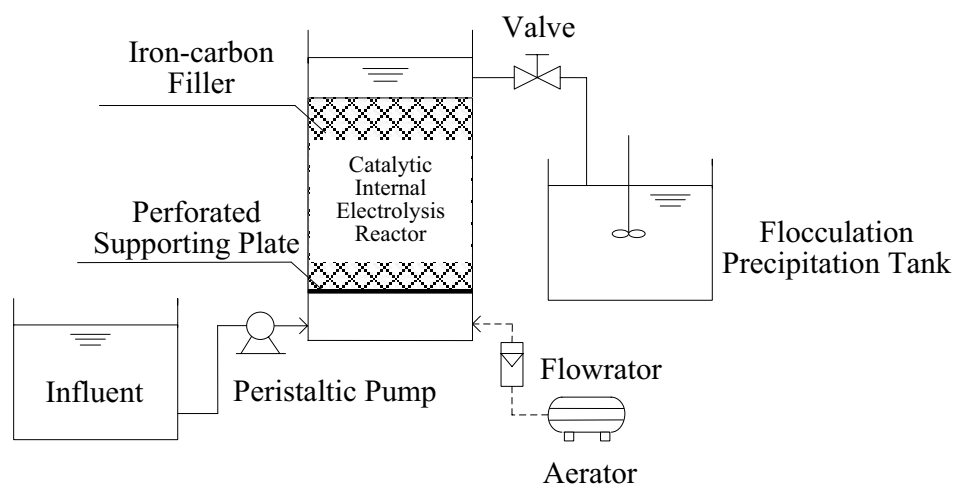 Valve
Iron-carbon
Filler
Catalytic
Internal
Electrolysis
Reactor
Perforated
Supporting Plate
Flocculation
Precipitation Tank
Influent
Peristaltic Pump
Flowrator
Aerator